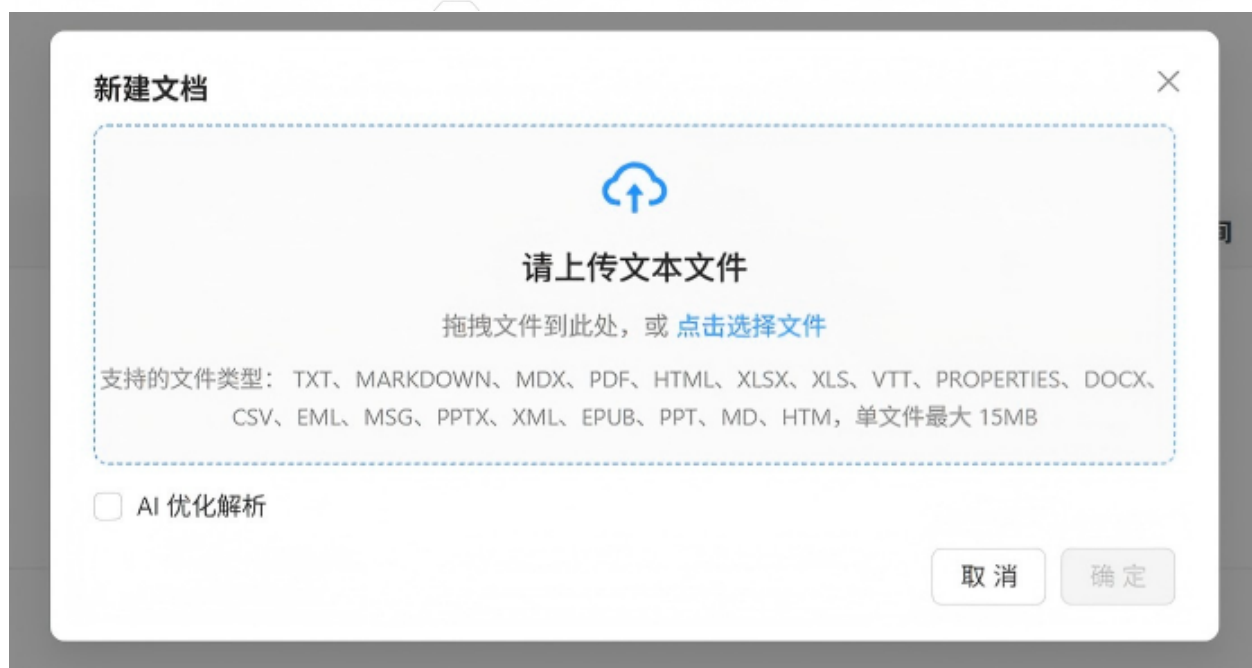 新建文档
间
请上传文本文件
拖拽文件到此处，或 点击选择文件
支持的文件类型： TXT、MARKDOWN、MDX、PDF、HTML、XLSX、XLS、VTT、PROPERTIES、DOCX、
CSV、EML、MSG、PPTX、XML、EPUB、PPT、MD、HTM，单文件最大 15MB
AI 优化解析
取 消
确 定